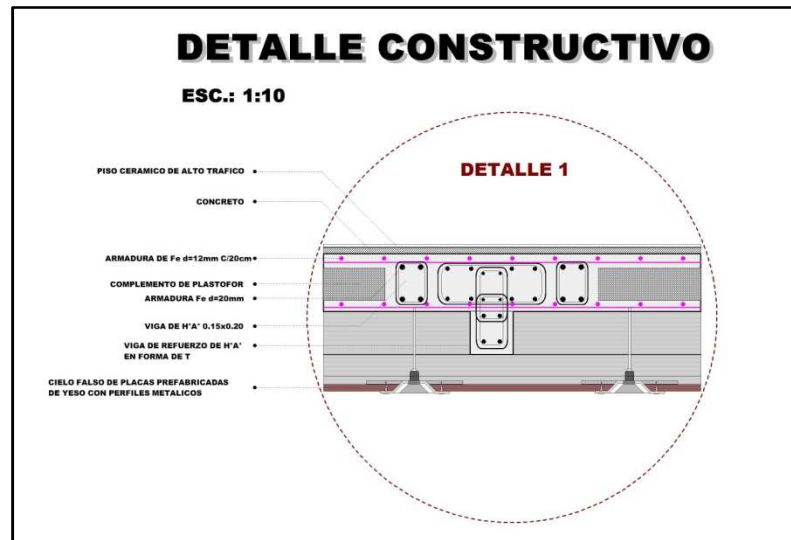 DETALLE CONSTRUCTIVO
ESC.: 1:10
DETALLE 1
PISO CERAMICO DE ALTO TRAFICO
CONCRETO
ARMADURA DE Fe d=12mm C/20cm
COMPLEMENTO DE PLASTOFOR
ARMADURA Fe d=20mm
VIGA DE H°A° 0.15x0.20
VIGA DE REFUERZO DE H°A°
EN FORMA DE T
CIELO FALSO DE PLACAS PREFABRICADAS
DE YESO CON PERFILES METALICOS